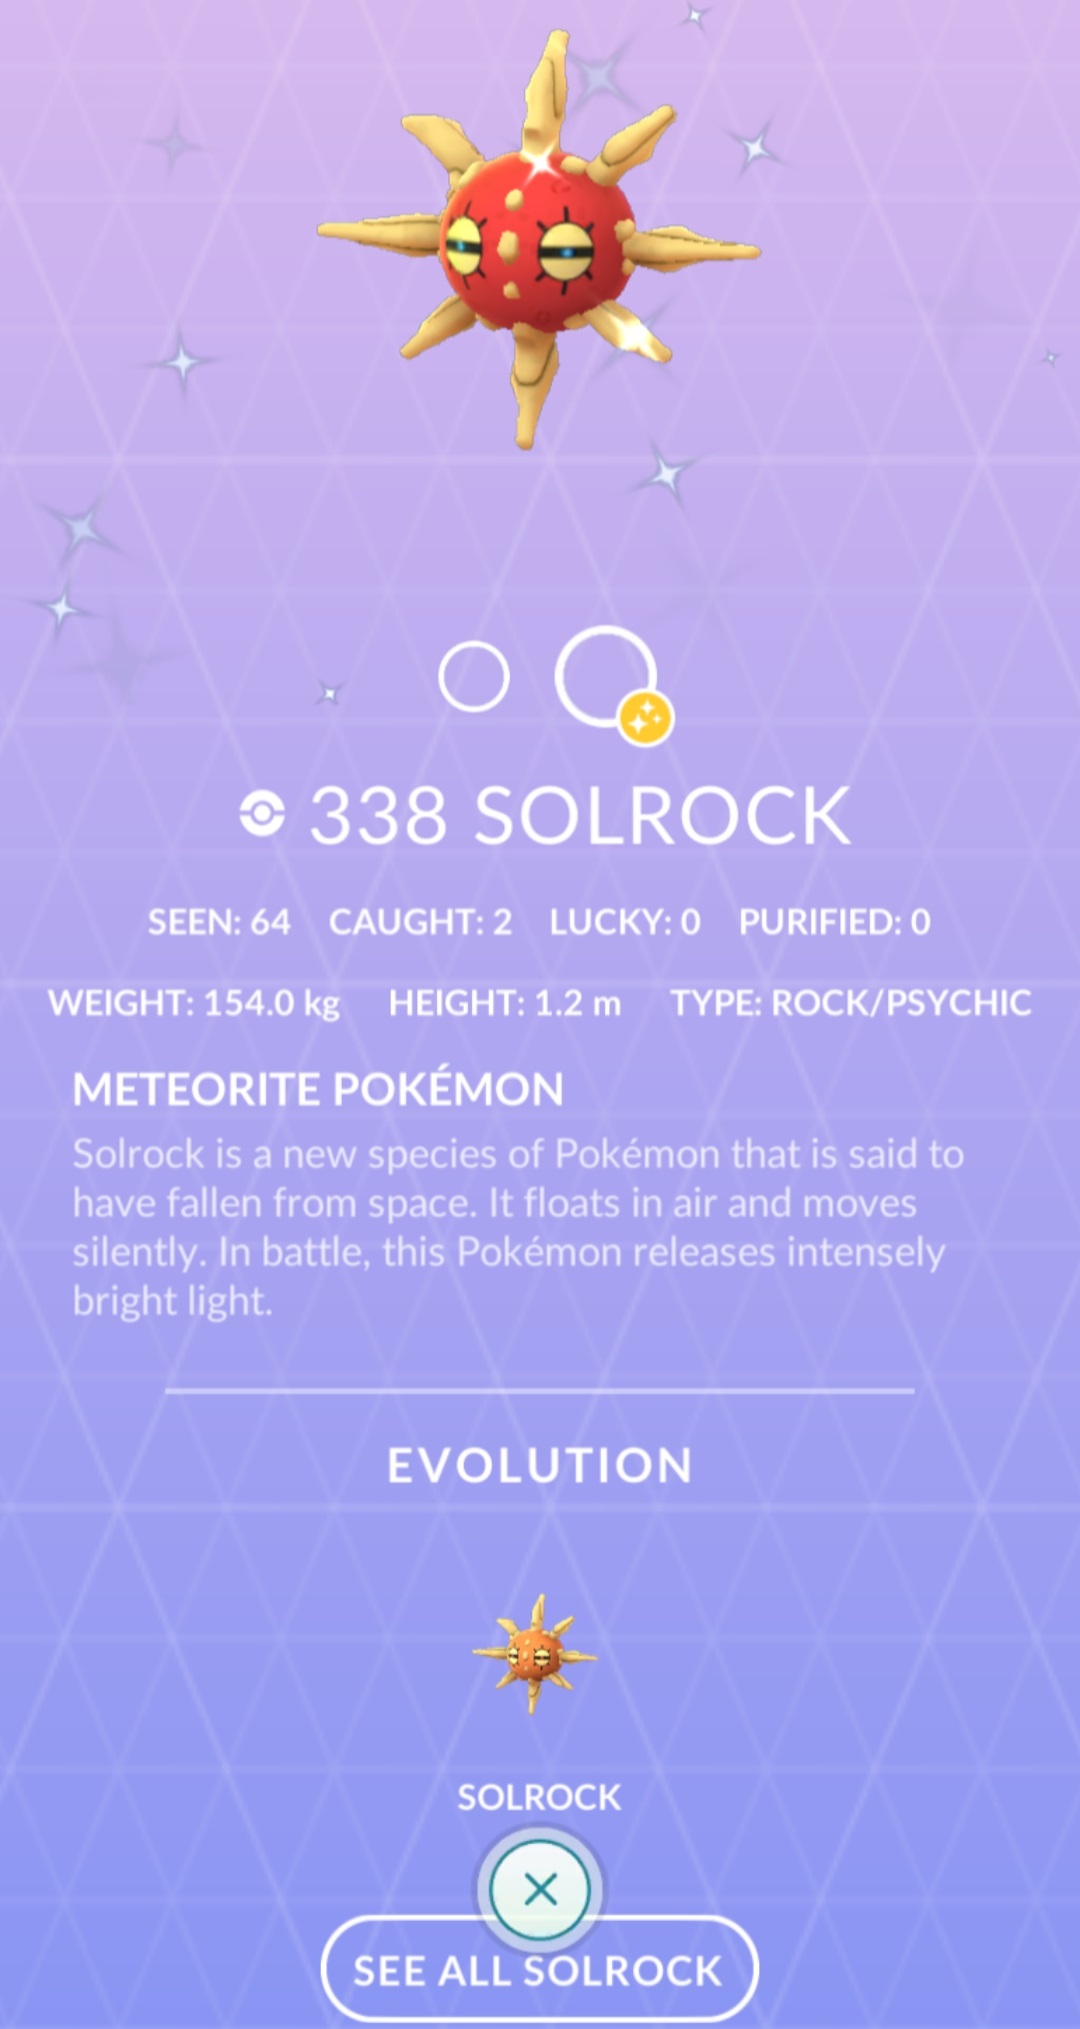 338 SOLROCK
SEEN: 64 CAUGHT: 2 LUCKY: 0 PURIFIED: 0
WEIGHT: 154.0 kg HEIGHT: 1.2 m TYPE: ROCK/PSYCHIC
METEORITE POKÉMON
Solrock is a new species of Pokémon that is said to
have fallen from space. It floats in air and moves
silently. In battle, this Pokémon releases intensely
bright light.
EVOLUTION
SOLROCK
SEE ALL SOLROCK